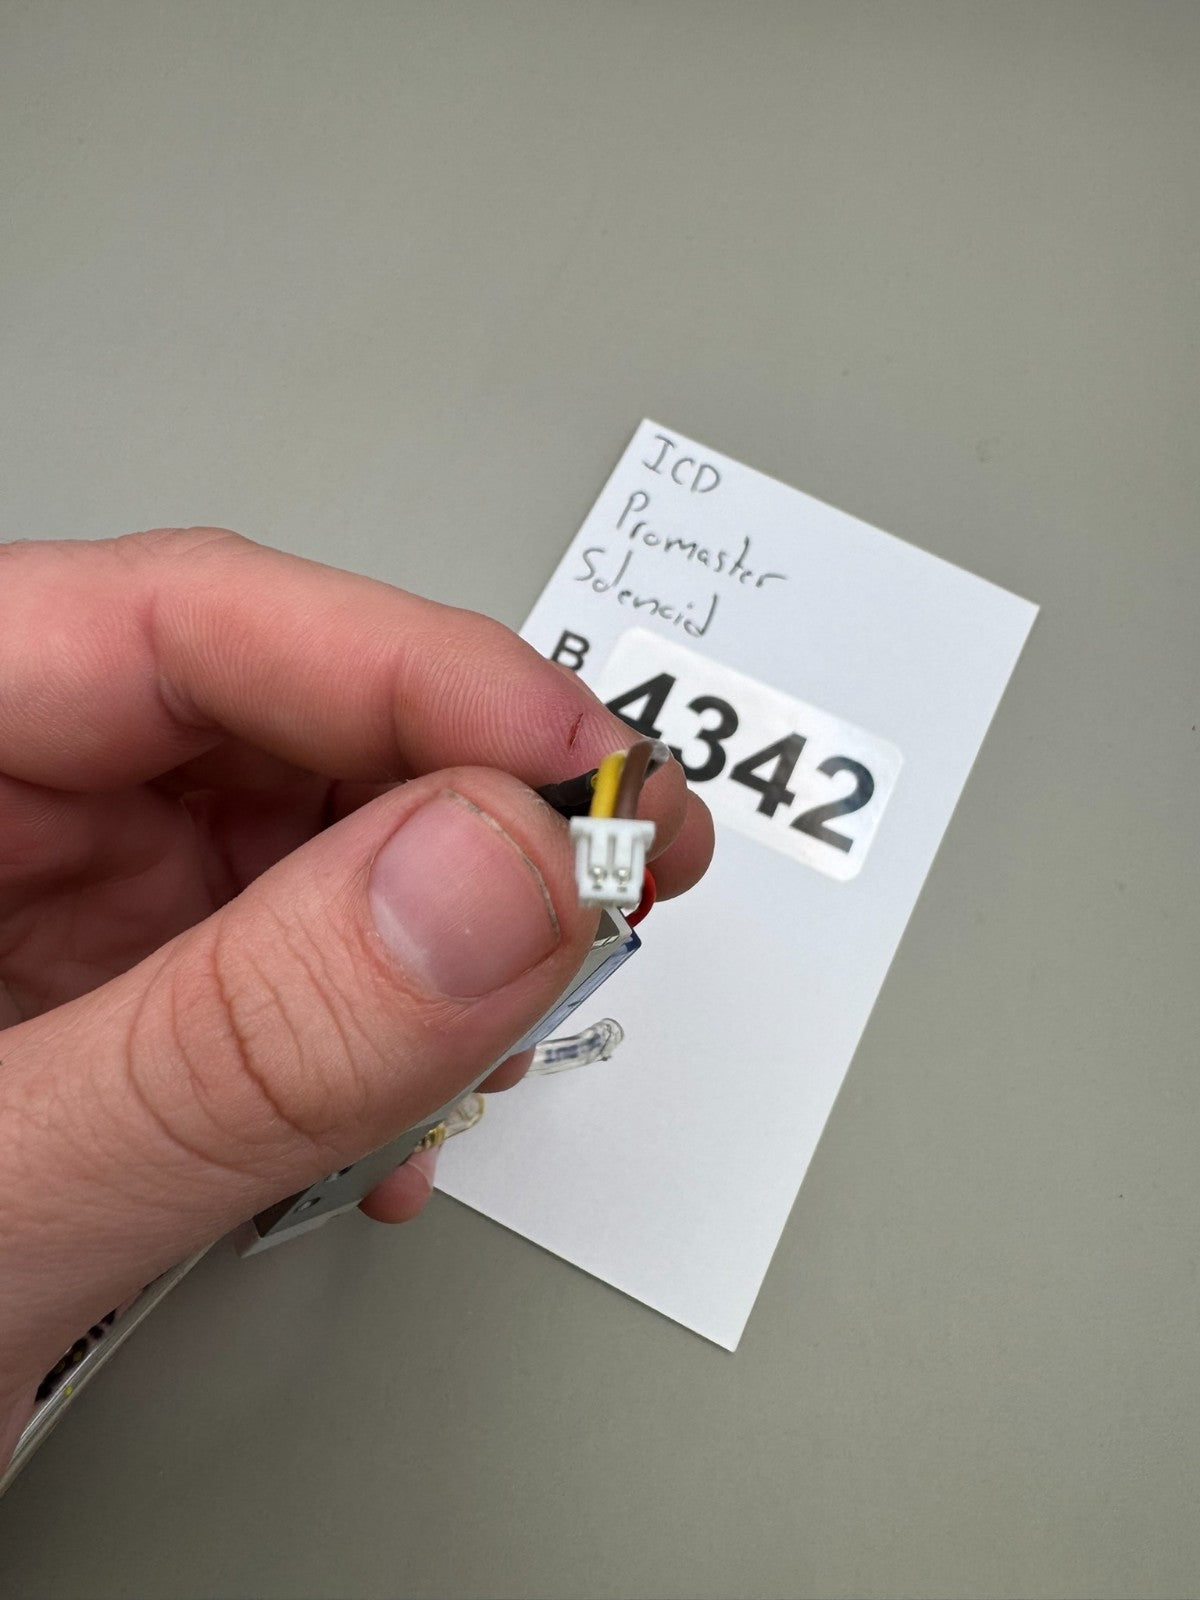 ICD
Promaster
Solenoid
B
4342